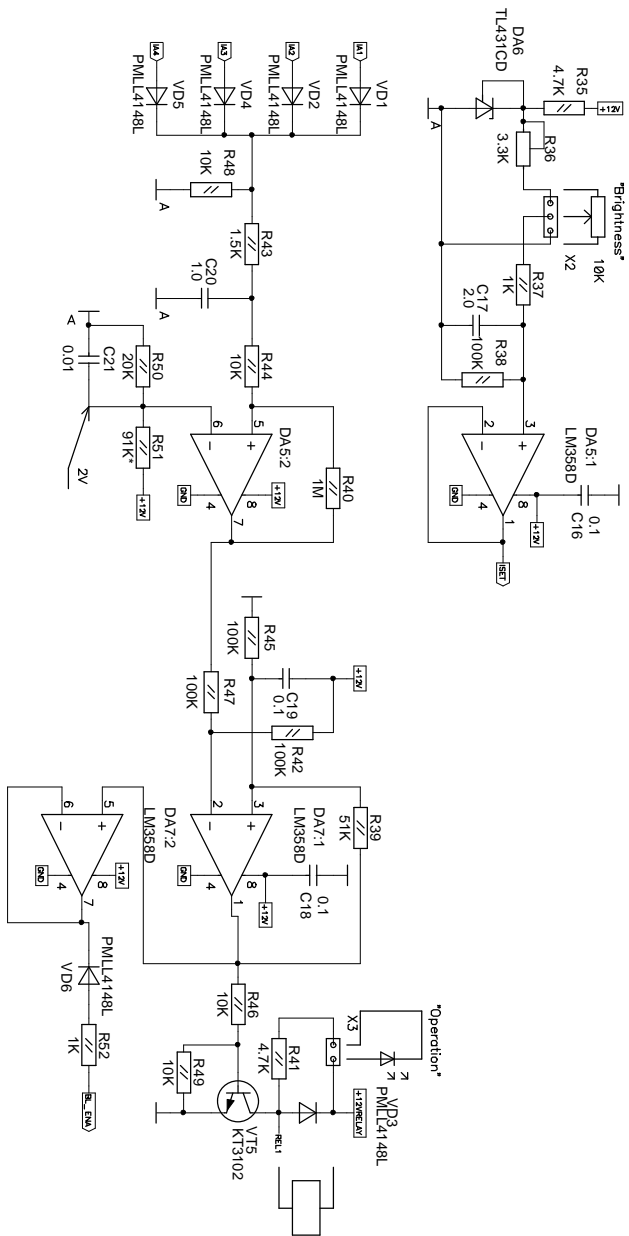 DA6
TL431CD
R35
4.7K
+12V
A
R36
3.3K
"Brightness"
10K
X2
R37
1K
C17
2.0
R38
100K
DA5:1
LM358D
3
2
+
−
8
4
1
GND
+12V
0.1
C16
ISET
IA1
IA2
IA3
IA4
VD1
PMLL4148L
VD2
PMLL4148L
VD4
PMLL4148L
VD5
PMLL4148L
R48
10K
A
R43
1.5K
C20
1.0
A
R44
10K
A
R50
20K
C21
0.01
R51
91K*
+12V
2V
DA5:2
5
6
+
−
8
4
7
+12V
GND
R40
1M
R45
100K
R47
100K
C19
0.1
+12V
R42
100K
R39
51K
DA7:1
LM358D
3
2
+
−
8
4
1
GND
+12V
0.1
C18
DA7:2
LM358D
5
6
+
−
8
4
7
+12V
GND
PMLL4148L
VD6
R52
1K
BL_ENA
R46
10K
R49
10K
VT5
KT3102
R41
4.7K
X3
"Operation"
VD3
PMLL4148L
+12VRELAY
REL1